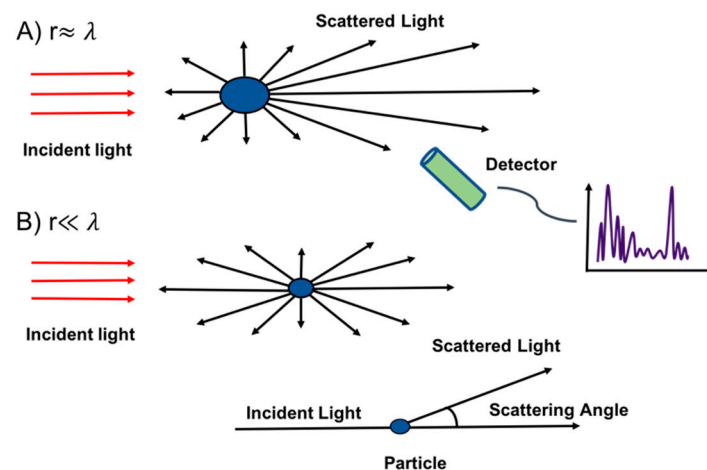 A) r≈ λ
Scattered Light
Incident light
Detector
B) r≪ λ
Incident light
Scattered Light
Incident Light
Scattering Angle
Particle